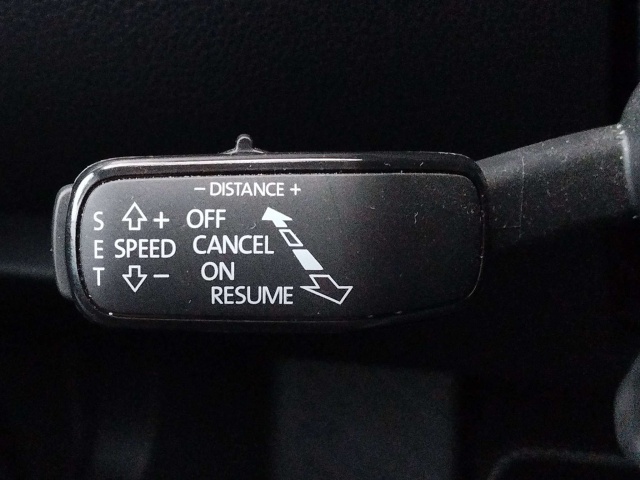 − DISTANCE +
S + OFF
E SPEED CANCEL
T − ON
RESUME